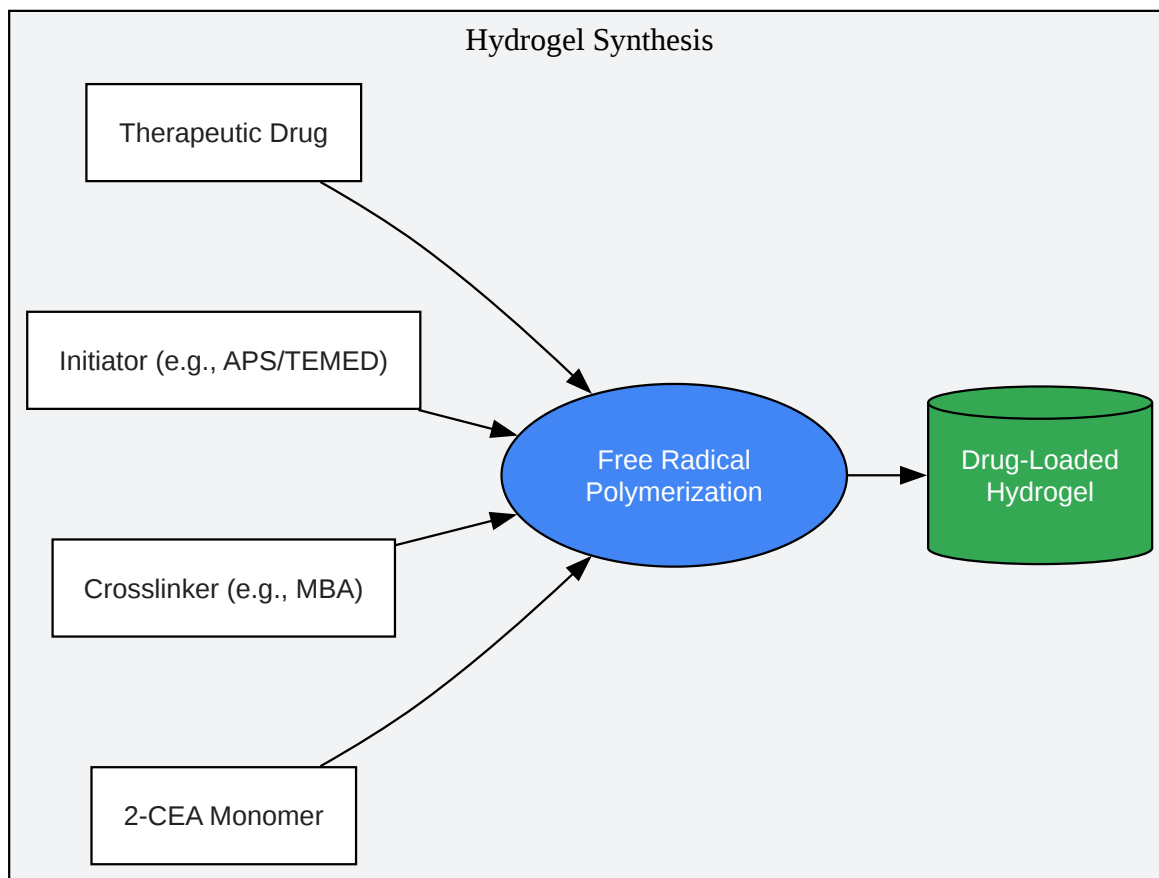 Hydrogel Synthesis
Therapeutic Drug
Initiator (e.g., APS/TEMED)
Crosslinker (e.g., MBA)
2-CEA Monomer
Free Radical
Polymerization
Drug-Loaded
Hydrogel